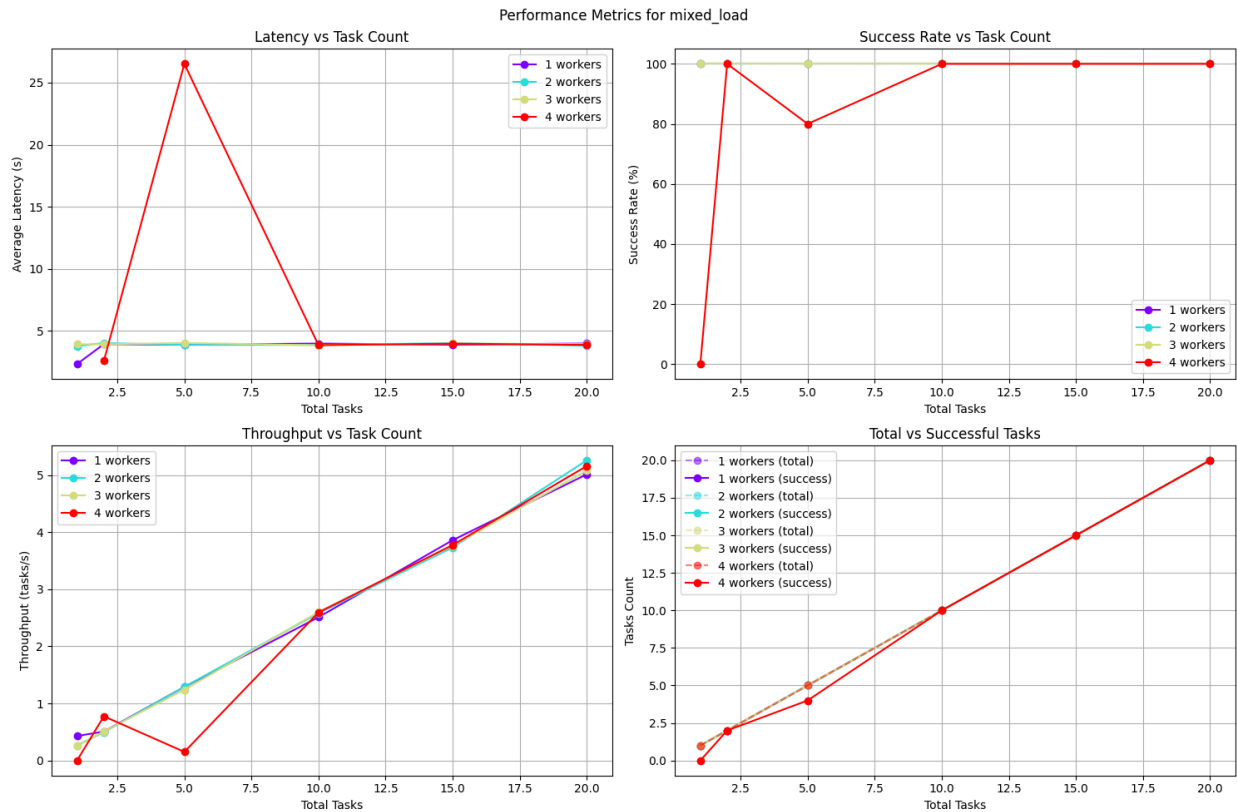 Performance Metrics for mixed_load
Latency vs Task Count
Average Latency (s)
25
20
15
10
5
2.5
5.0
7.5
10.0
12.5
15.0
17.5
20.0
Total Tasks
1 workers
2 workers
3 workers
4 workers
Success Rate vs Task Count
Success Rate (%)
100
80
60
40
20
0
2.5
5.0
7.5
10.0
12.5
15.0
17.5
20.0
Total Tasks
1 workers
2 workers
3 workers
4 workers
Throughput vs Task Count
Throughput (tasks/s)
5
4
3
2
1
0
1 workers
2 workers
3 workers
4 workers
2.5
5.0
7.5
10.0
12.5
15.0
17.5
20.0
Total Tasks
Total vs Successful Tasks
Tasks Count
20.0
17.5
15.0
12.5
10.0
7.5
5.0
2.5
0.0
1 workers (total)
1 workers (success)
2 workers (total)
2 workers (success)
3 workers (total)
3 workers (success)
4 workers (total)
4 workers (success)
2.5
5.0
7.5
10.0
12.5
15.0
17.5
20.0
Total Tasks